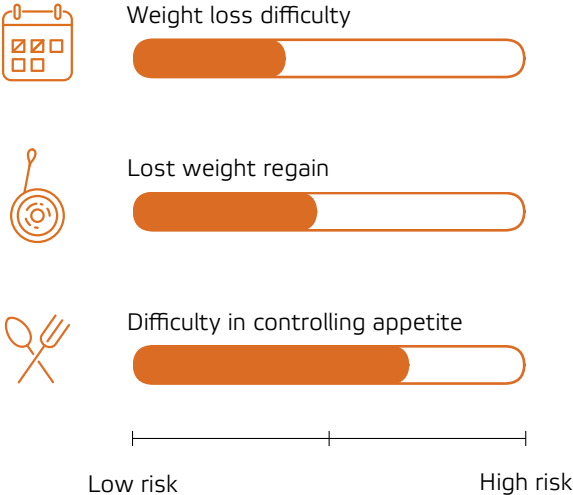 Weight loss difficulty
Lost weight regain
Difficulty in controlling appetite
Low risk
High risk